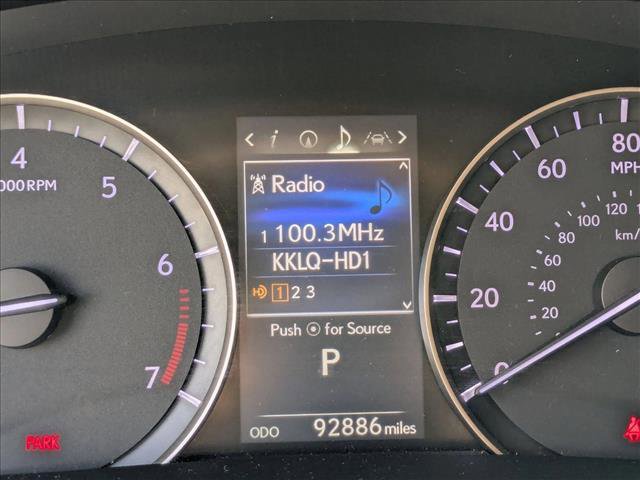 4
5
6
7
000 RPM
PARK
< i >
Radio
1 100.3MHz
KKLQ-HD1
1 2 3
Push for Source
P
ODO 92886 miles
0
20
40
60
80
MPH
20
40
60
80
100
120
km/